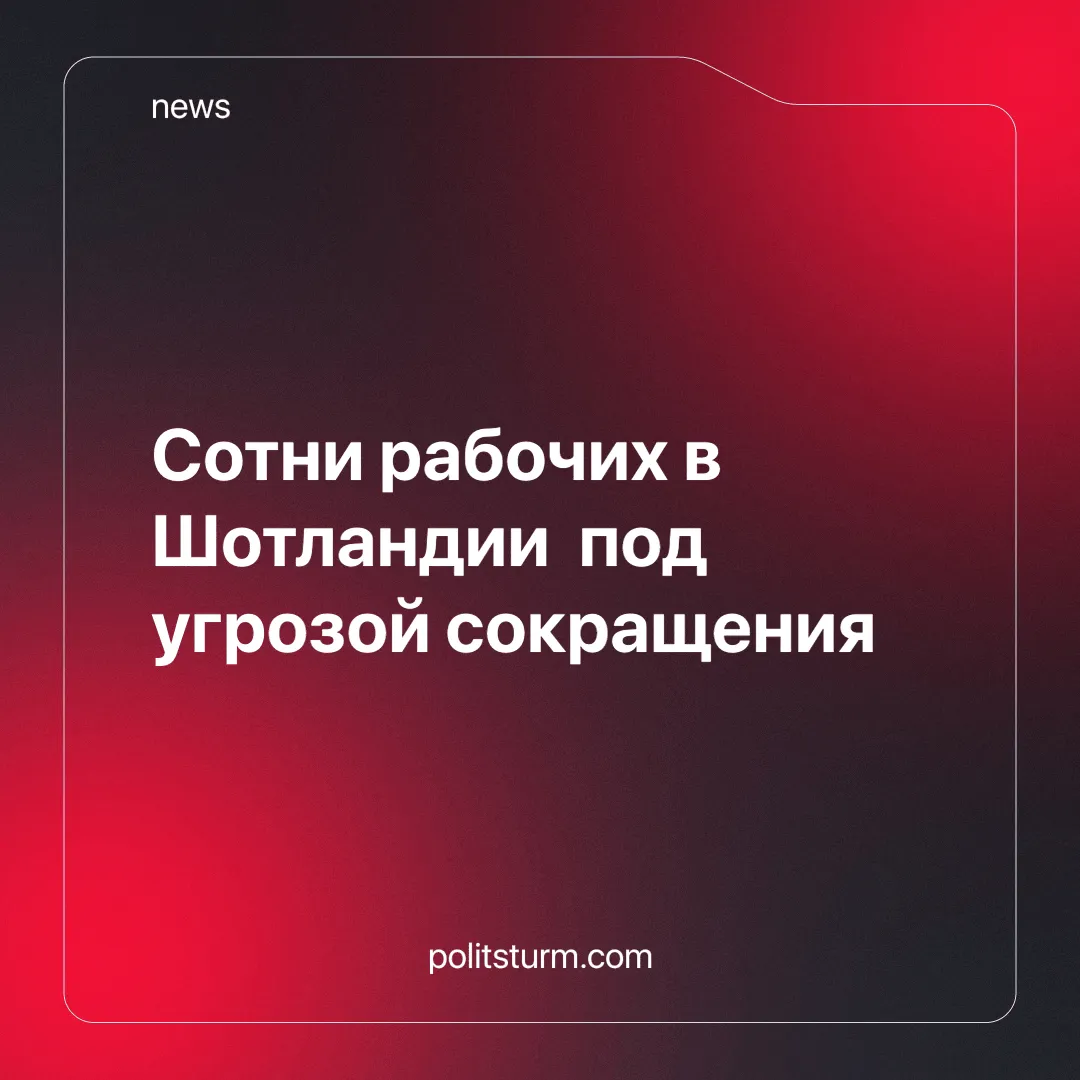 news
Сотни рабочих в
Шотландии  под
угрозой сокращения
politsturm.com